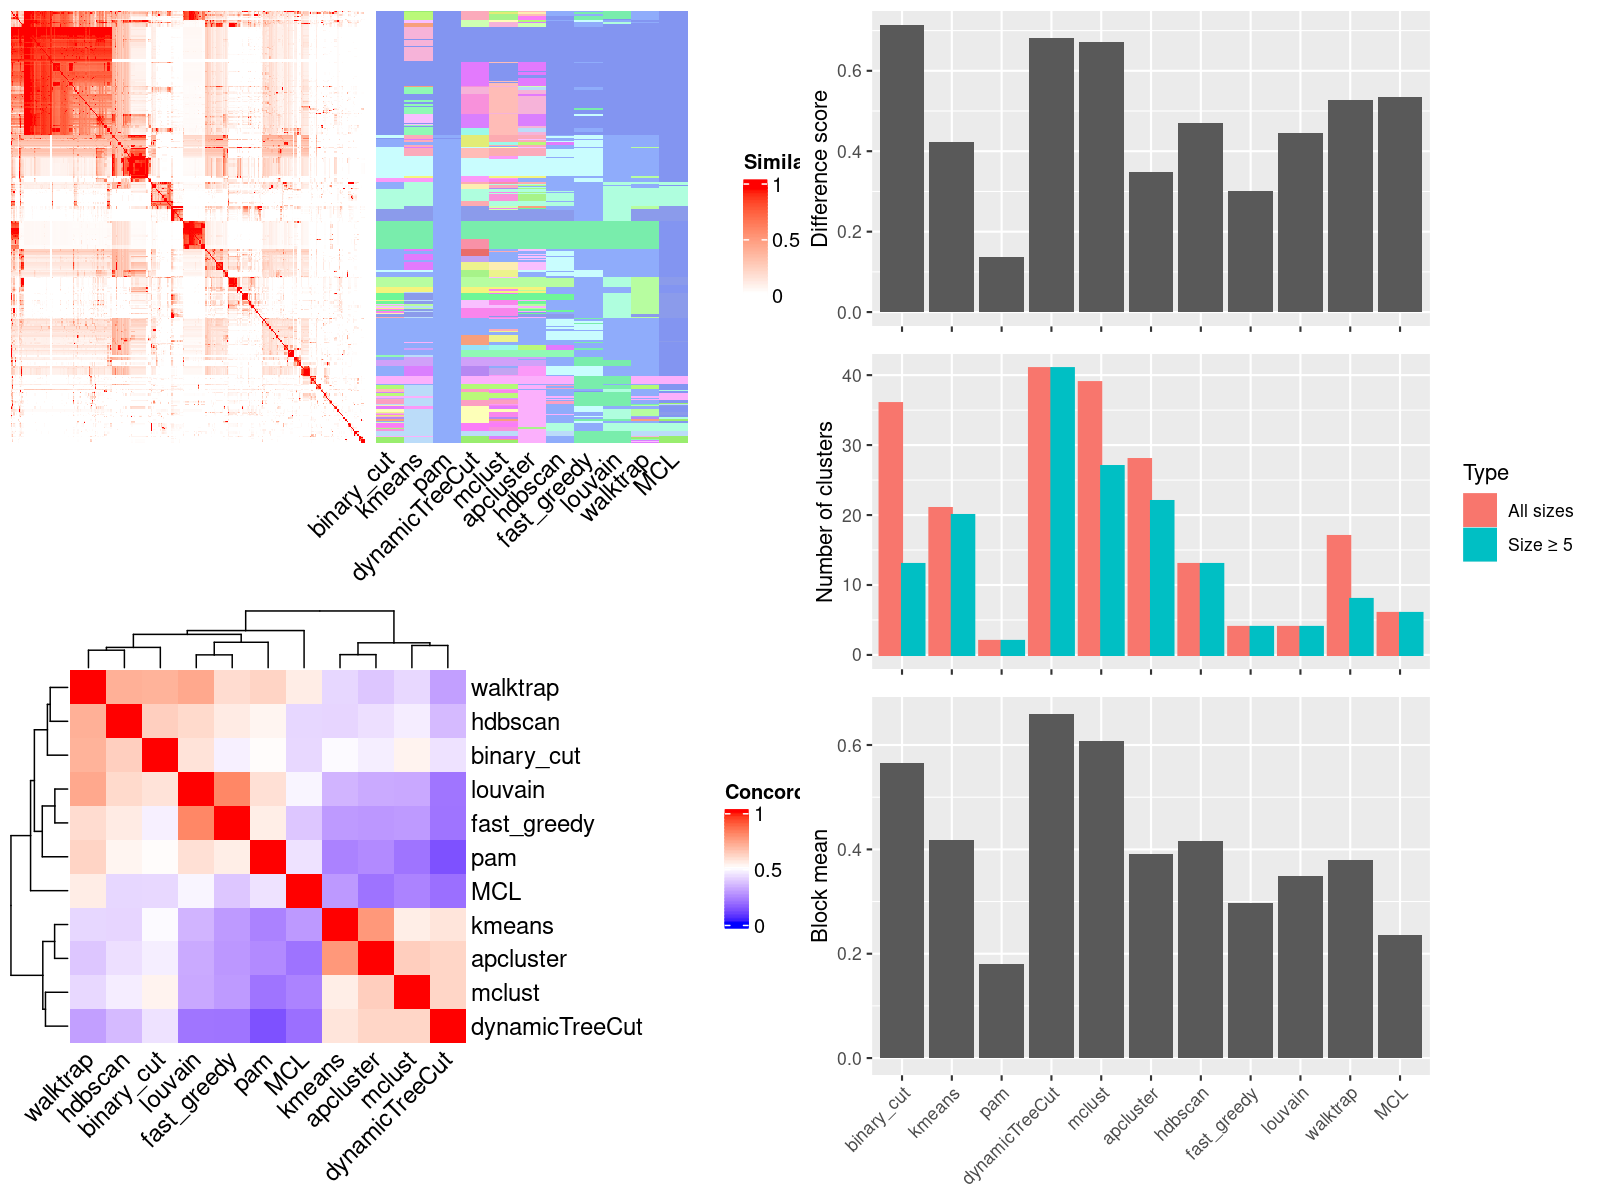 Simila
1
0.5
0
binary_cut
kmeans
pam
dynamicTreeCut
mclust
apcluster
hdbscan
fast_greedy
louvain
walktrap
MCL
walktrap
hdbscan
binary_cut
louvain
fast_greedy
pam
MCL
kmeans
apcluster
mclust
dynamicTreeCut
walktrap
hdbscan
binary_cut
louvain
fast_greedy
pam
MCL
kmeans
apcluster
mclust
dynamicTreeCut
Concord
1
0.5
0
Difference score
0.6
0.4
0.2
0.0
Number of clusters
40
30
20
10
0
Type
All sizes
Size ≥ 5
Block mean
0.6
0.4
0.2
0.0
binary_cut
kmeans
pam
dynamicTreeCut
mclust
apcluster
hdbscan
fast_greedy
louvain
walktrap
MCL